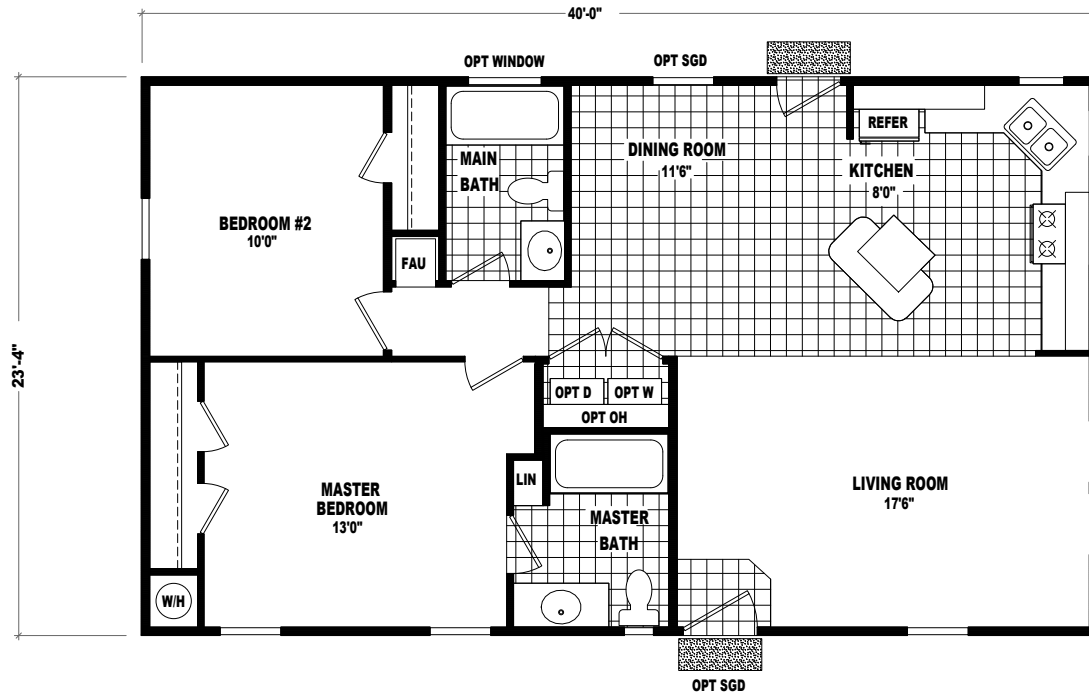 40'-0"
OPT WINDOW
OPT SGD
REFER
MAIN
BATH
DINING ROOM
11'6"
KITCHEN
8'0"
BEDROOM #2
10'0"
FAU
23'-4"
OPT D
OPT W
OPT OH
LIN
MASTER
BEDROOM
13'0"
MASTER
BATH
LIVING ROOM
17'6"
W/H
OPT SGD